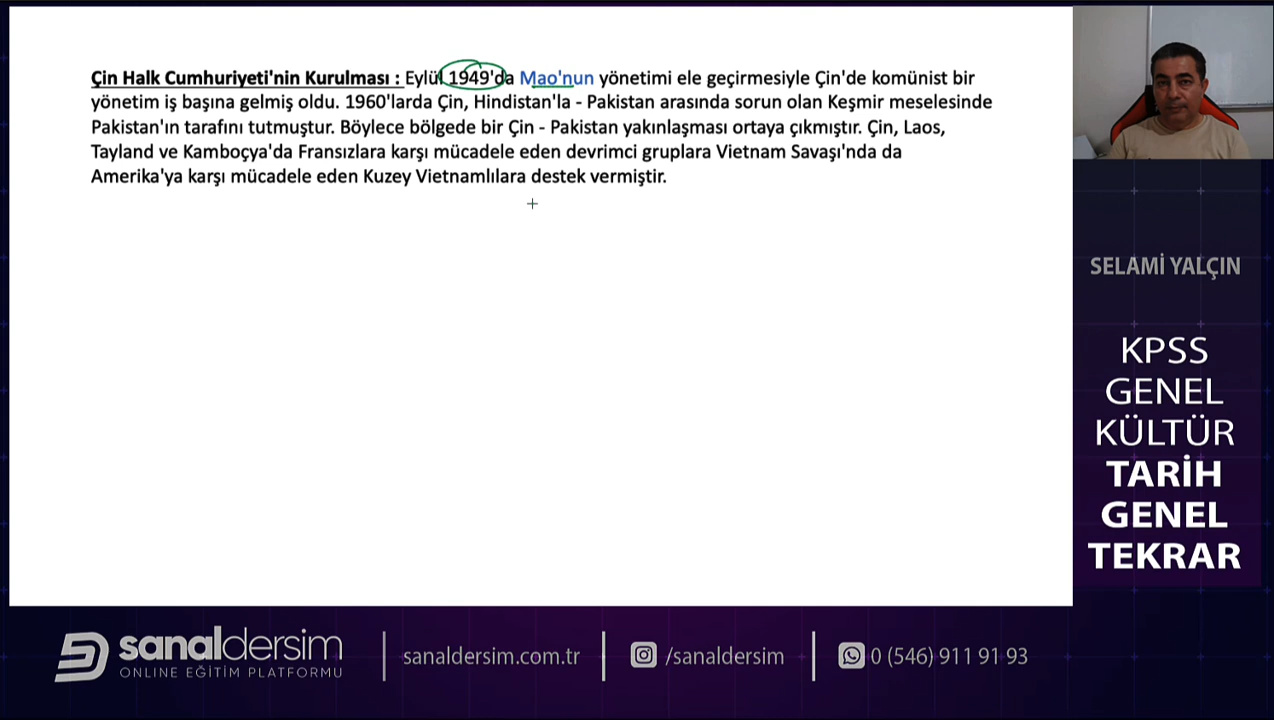 Çin Halk Cumhuriyeti'nin Kurulması : Eylül 1949'da Mao'nun yönetimi ele geçirmesiyle Çin'de komünist bir
yönetim iş başına gelmiş oldu. 1960'larda Çin, Hindistan'la - Pakistan arasında sorun olan Keşmir meselesinde
Pakistan'ın tarafını tutmuştur. Böylece bölgede bir Çin - Pakistan yakınlaşması ortaya çıkmıştır. Çin, Laos,
Tayland ve Kamboçya'da Fransızlara karşı mücadele eden devrimci gruplara Vietnam Savaşı'nda da
Amerika'ya karşı mücadele eden Kuzey Vietnamlılara destek vermiştir.
SELAMİ YALÇIN
KPSS
GENEL
KÜLTÜR
TARİH
GENEL
TEKRAR
sanaldersim
ONLINE EĞİTİM PLATFORMU
sanaldersim.com.tr
/sanaldersim
0 (546) 911 91 93